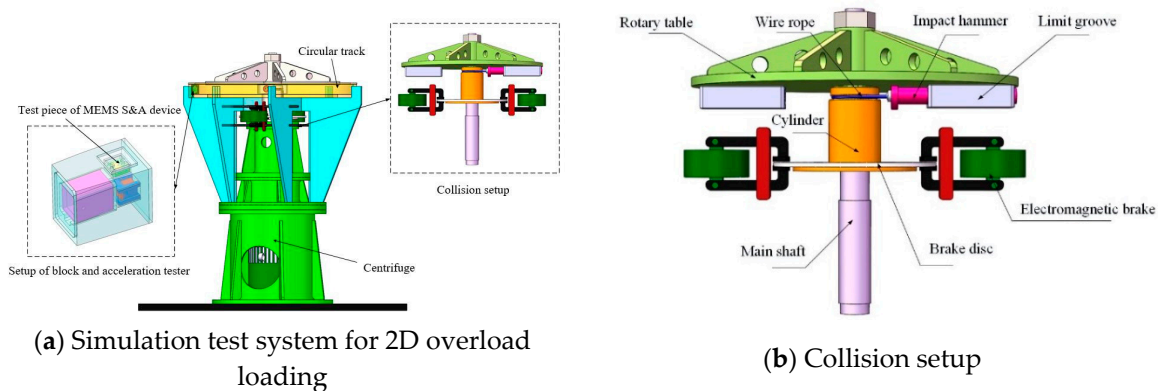 Circular track
Test piece of MEMS S&A device
Collision setup
Setup of block and acceleration tester
Centrifuge
(a) Simulation test system for 2D overload
loading
Rotary table
Wire rope
Impact hammer
Limit groove
Cylinder
Electromagnetic brake
Main shaft
Brake disc
(b) Collision setup